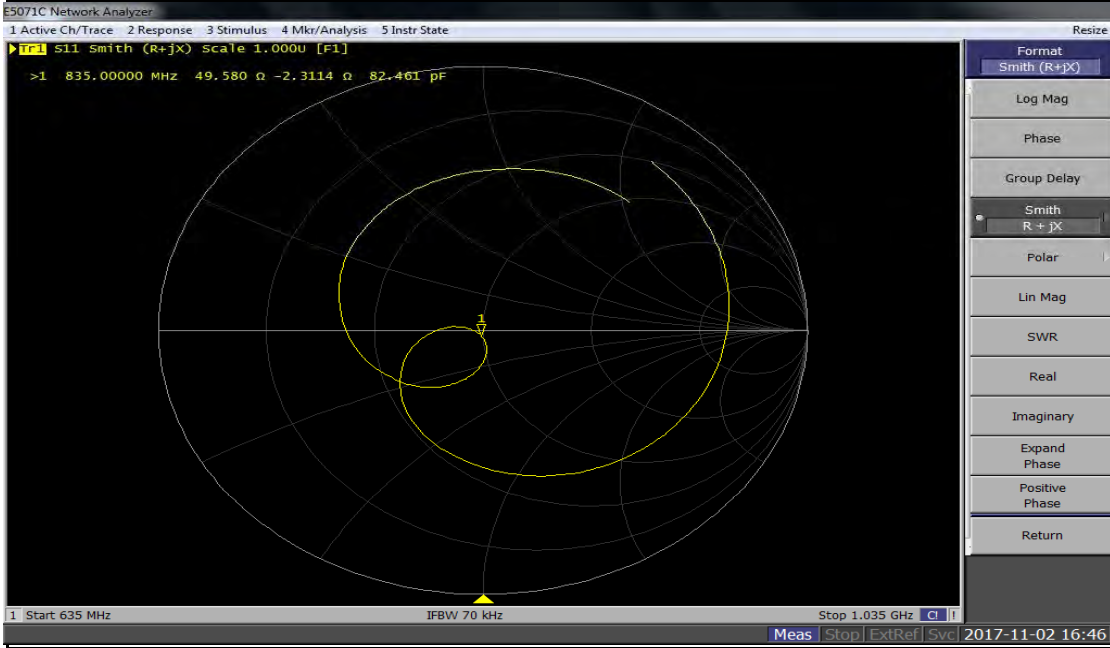 E5071C Network Analyzer
1 Active Ch/Trace 2 Response 3 Stimulus 4 Mkr/Analysis 5 Instr State Resize
Tr1 S11 Smith (R+jX) Scale 1.000U [F1]
>1 835.00000 MHz 49.580 Ω -2.3114 Ω 82.461 pF
1
Format
Smith (R+jX)
Log Mag
Phase
Group Delay
Smith
R + jX
Polar
Lin Mag
SWR
Real
Imaginary
Expand
Phase
Positive
Phase
Return
1 Start 635 MHz IFBW 70 kHz Stop 1.035 GHz C! !
Meas Stop ExtRef Svc 2017-11-02 16:46